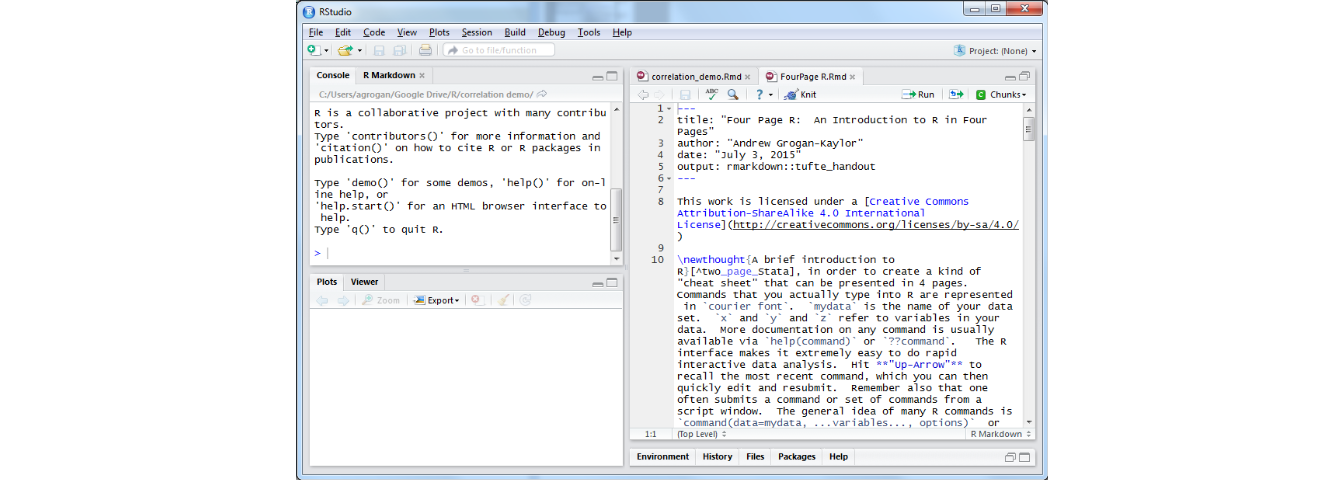 RStudio
File Edit Code View Plots Session Build Debug Tools Help
Go to file/function
Project: (None)
Console R Markdown
C:/Users/agrogan/Google Drive/R/correlation demo/
R is a collaborative project with many contribu
tors.
Type 'contributors()' for more information and
'citation()' on how to cite R or R packages in
publications.
Type 'demo()' for some demos, 'help()' for on-l
ine help, or
'help.start()' for an HTML browser interface to
help.
Type 'q()' to quit R.
>
Plots Viewer
Zoom Export
correlation_demo.Rmd FourPage R.Rmd
ABC ? Knit Run Chunks
1 ---
2 title: "Four Page R:  An Introduction to R in Four
Pages"
3 author: "Andrew Grogan-Kaylor"
4 date: "July 3, 2015"
5 output: rmarkdown::tufte_handout
6 ---
7
8 This work is licensed under a [Creative Commons
Attribution-ShareAlike 4.0 International
License](http://creativecommons.org/licenses/by-sa/4.0/
)
9
10 \newthought{A brief introduction to
R}[^two_page_Stata], in order to create a kind of
"cheat sheet" that can be presented in 4 pages.
Commands that you actually type into R are represented
in `courier font`.  `mydata` is the name of your data
set.  `x` and `y` and `z` refer to variables in your
data.  More documentation on any command is usually
available via `help(command)` or `??command`.   The R
interface makes it extremely easy to do rapid
interactive data analysis.  Hit **"Up-Arrow"** to
recall the most recent command, which you can then
quickly edit and resubmit.  Remember also that one
often submits a command or set of commands from a
script window.  The general idea of many R commands is
`command(data=mydata, ...variables..., options)`  or
1:1 (Top Level) R Markdown
Environment History Files Packages Help